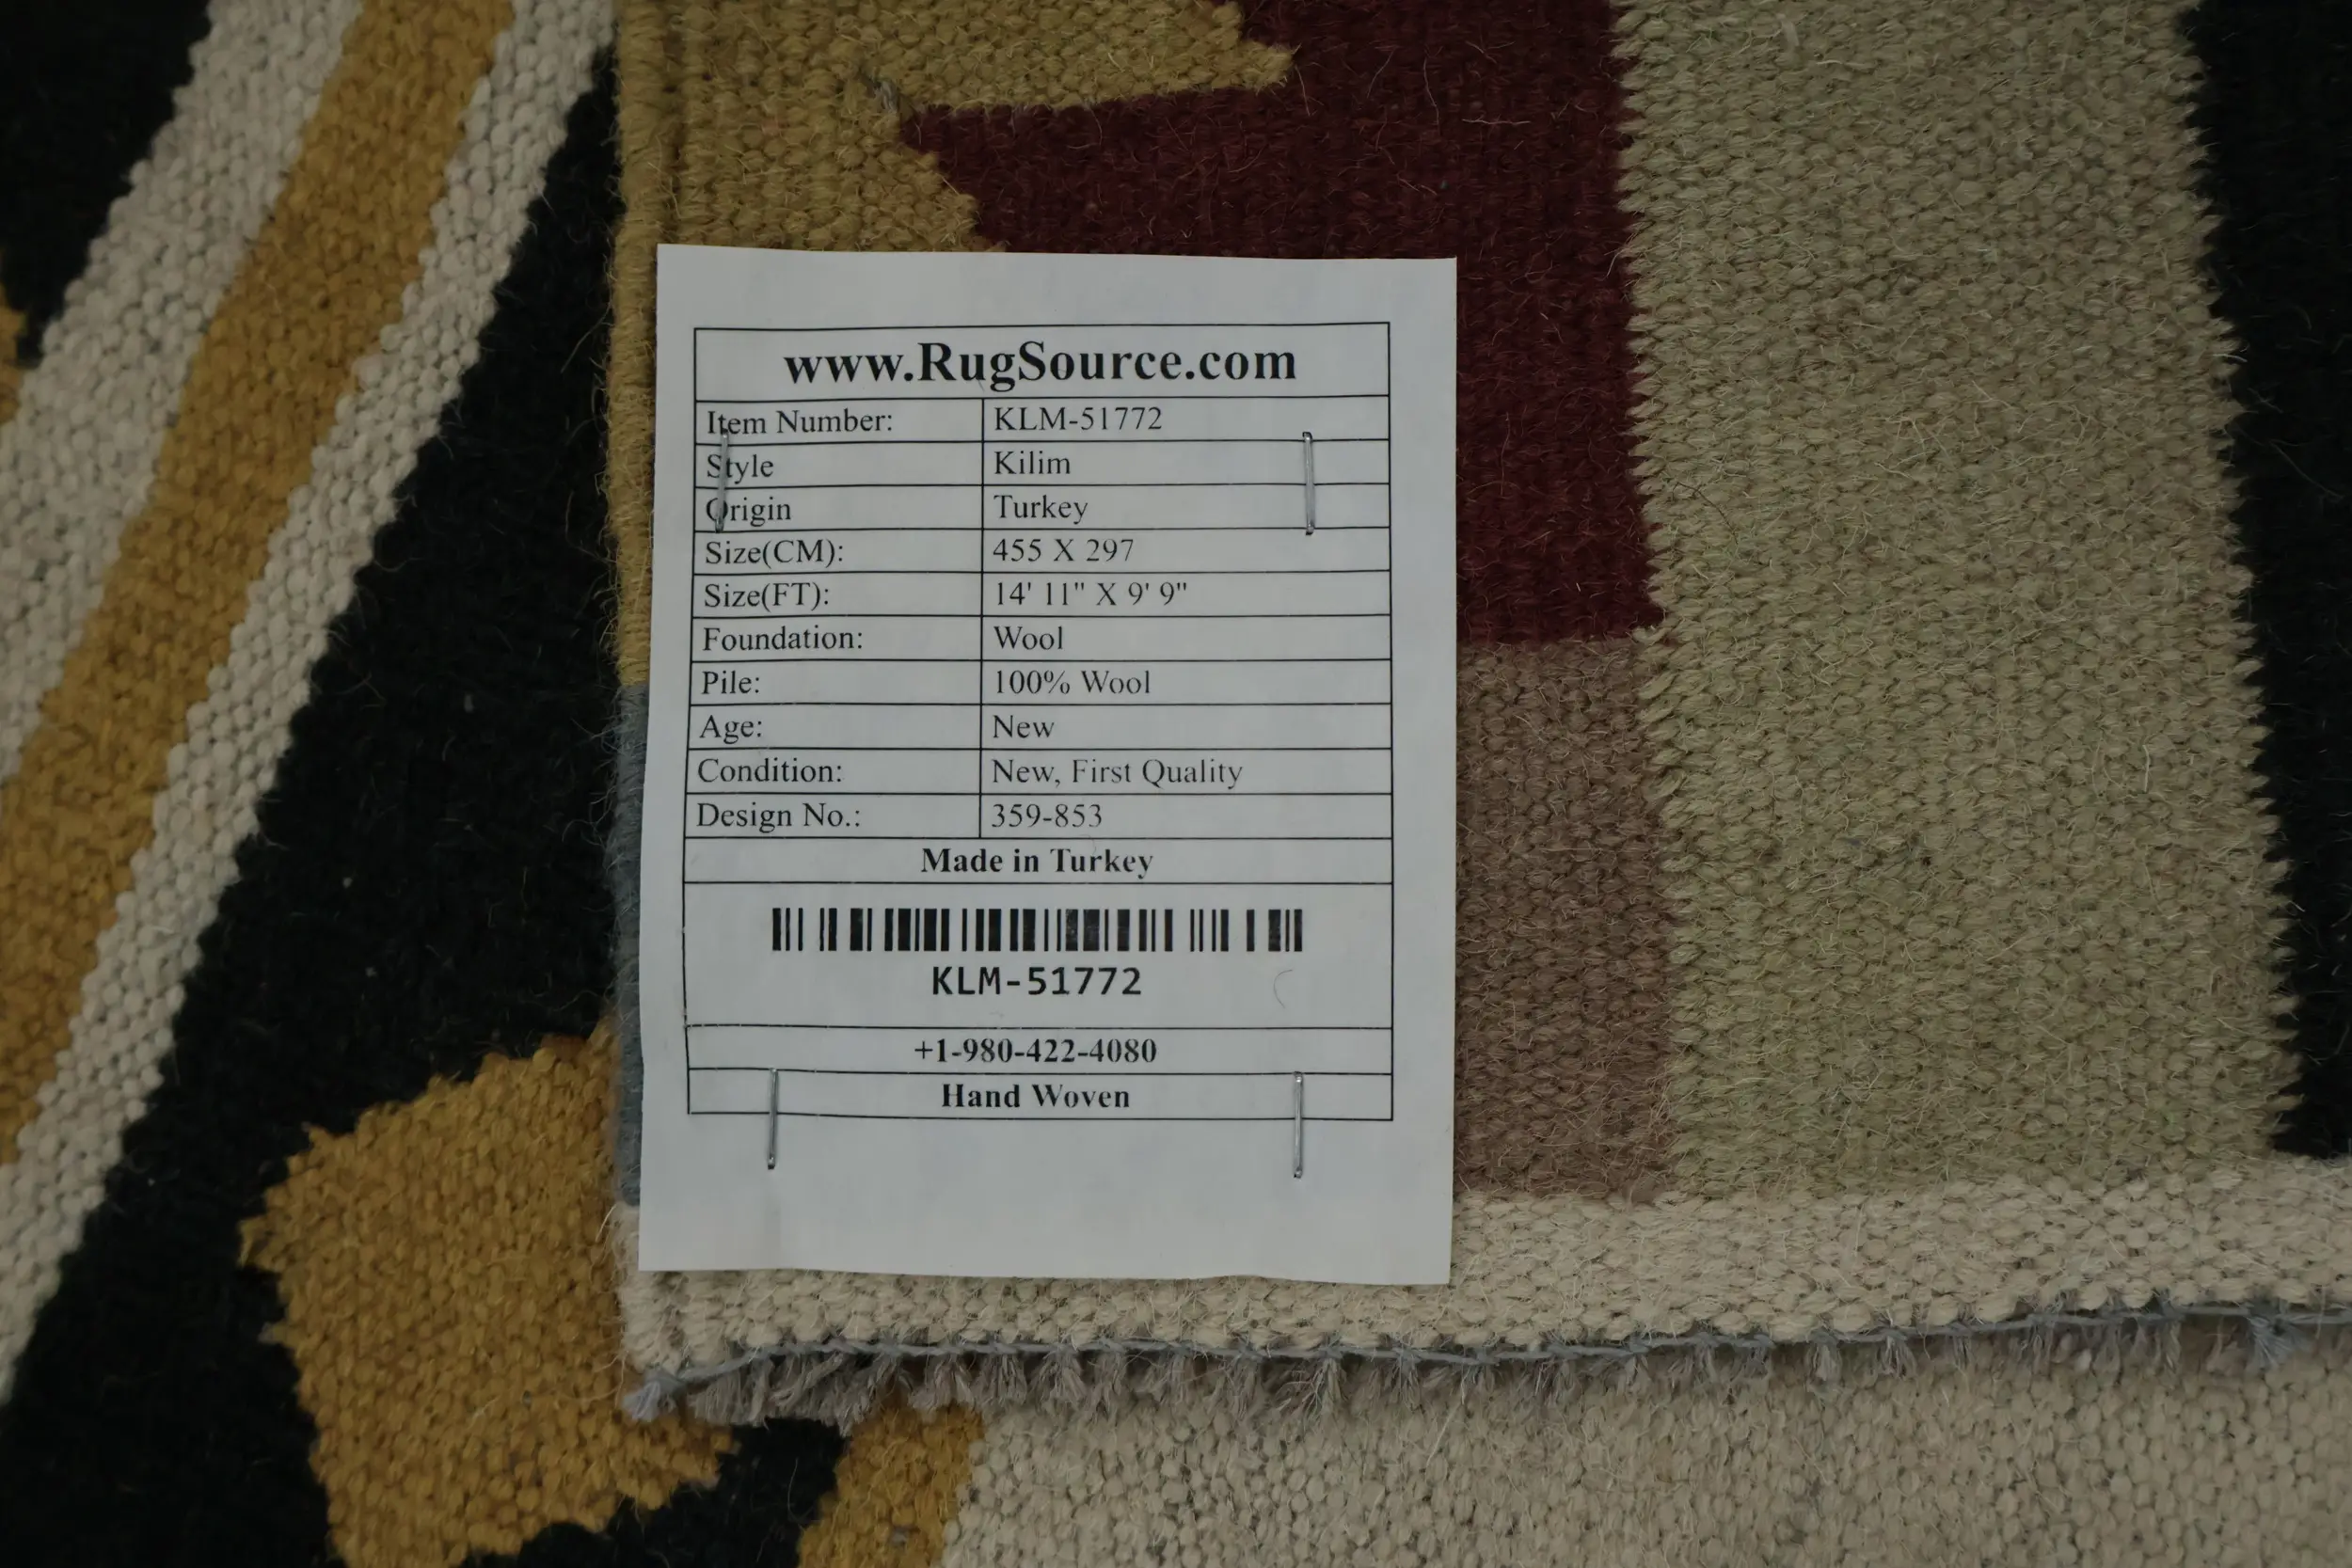 www.RugSource.com
Item Number: KLM-51772
Style Kilim
Origin Turkey
Size(CM): 455 X 297
Size(FT): 14' 11" X 9' 9"
Foundation: Wool
Pile: 100% Wool
Age: New
Condition: New, First Quality
Design No.: 359-853
Made in Turkey
KLM-51772
+1-980-422-4080
Hand Woven